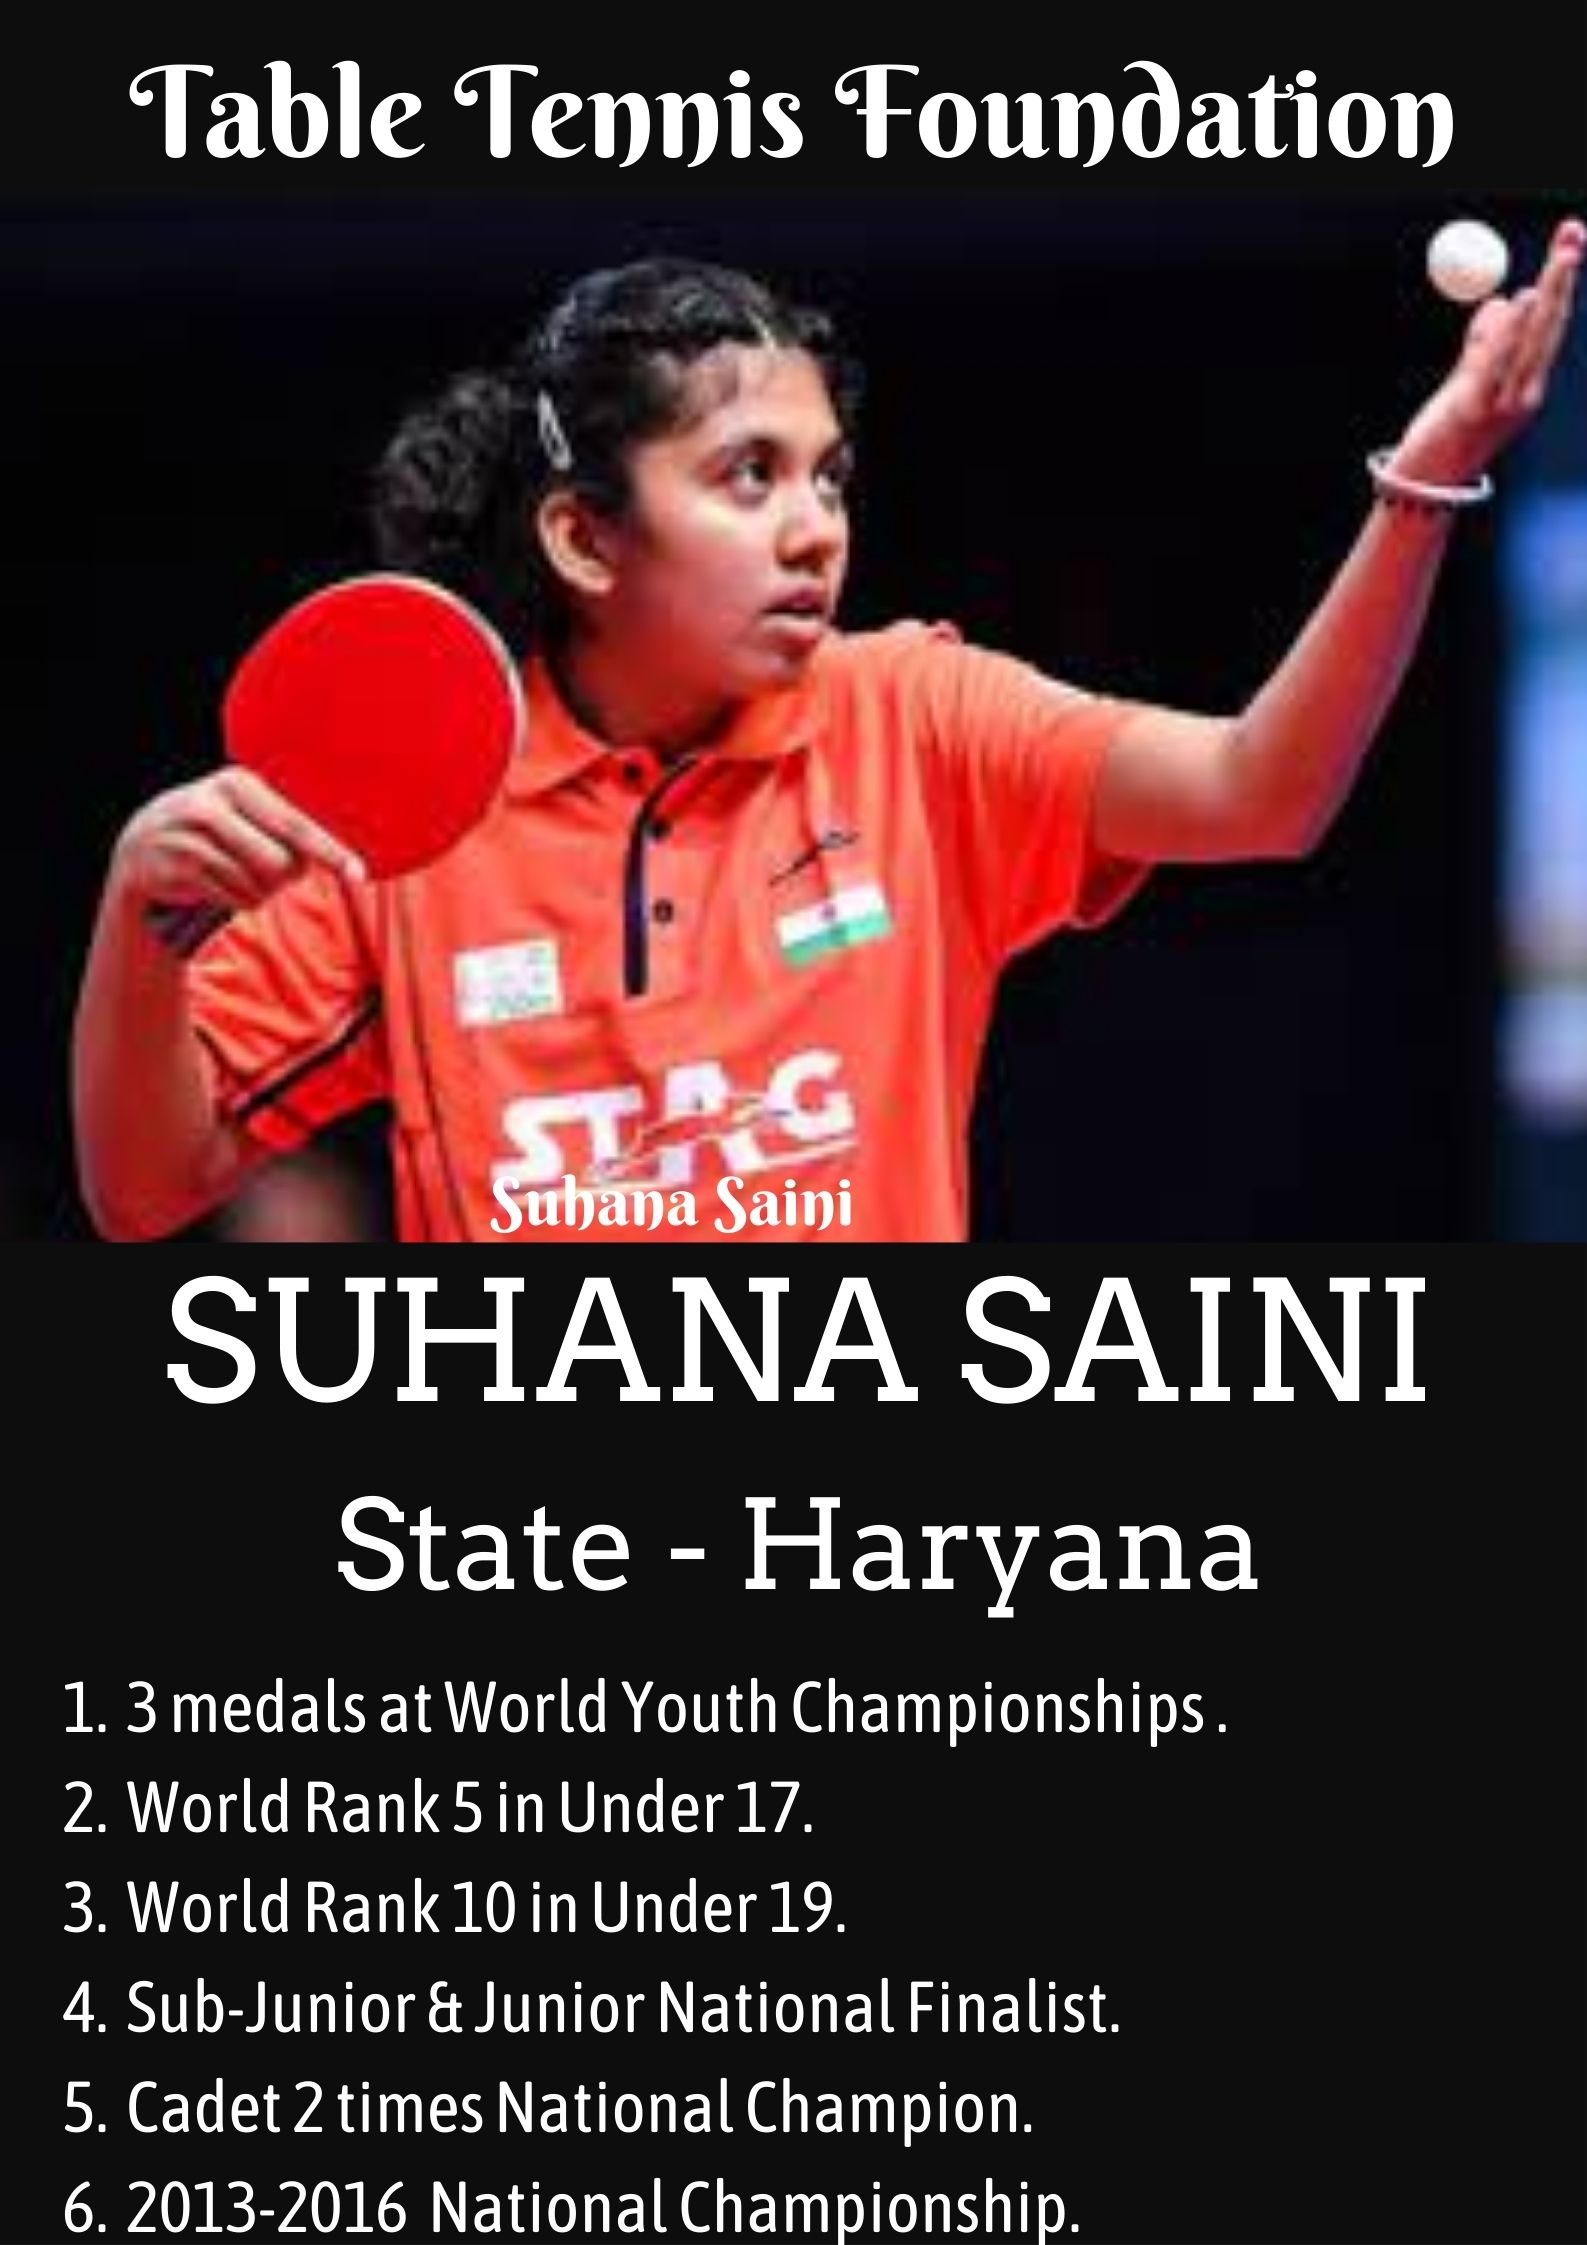 Table Tennis Foundation
STAG
Suhana Saini
SUHANA SAINI
State - Haryana
1. 3 medals at World Youth Championships .
2. World Rank 5 in Under 17.
3. World Rank 10 in Under 19.
4. Sub-Junior & Junior National Finalist.
5. Cadet 2 times National Champion.
6. 2013-2016 National Championship.